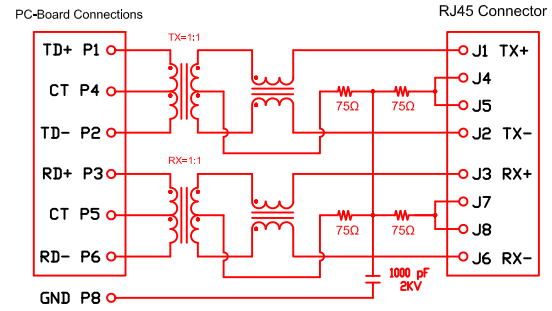 PC-Board Connections
RJ45 Connector
TX=1:1
TD+ P1
J1 TX+
J4
CT P4
75Ω
75Ω
J5
TD- P2
J2 TX-
RX=1:1
RD+ P3
J3 RX+
J7
CT P5
75Ω
75Ω
J8
RD- P6
J6 RX-
1000 pF
2KV
GND P8